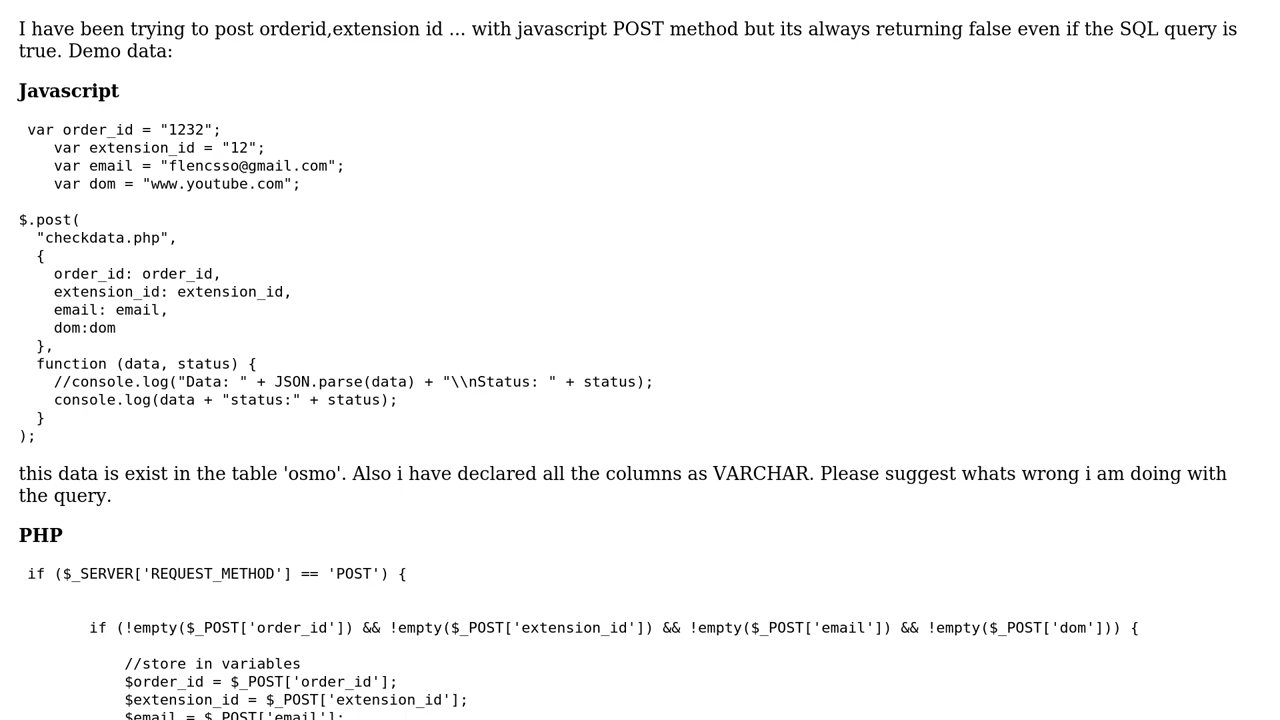 I have been trying to post orderid,extension id ... with javascript POST method but its always returning false even if the SQL query is
true. Demo data:
Javascript
var order_id = "1232";
var extension_id = "12";
var email = "flencsso@gmail.com";
var dom = "www.youtube.com";
$.post(
"checkdata.php",
{
order_id: order_id,
extension_id: extension_id,
email: email,
dom:dom
},
function (data, status) {
//console.log("Data: " + JSON.parse(data) + "\\nStatus: " + status);
console.log(data + "status:" + status);
}
);
this data is exist in the table 'osmo'. Also i have declared all the columns as VARCHAR. Please suggest whats wrong i am doing with
the query.
PHP
if ($_SERVER['REQUEST_METHOD'] == 'POST') {
if (!empty($_POST['order_id']) && !empty($_POST['extension_id']) && !empty($_POST['email']) && !empty($_POST['dom'])) {
//store in variables
$order_id = $_POST['order_id'];
$extension_id = $_POST['extension_id'];
$email = $_POST['email'];